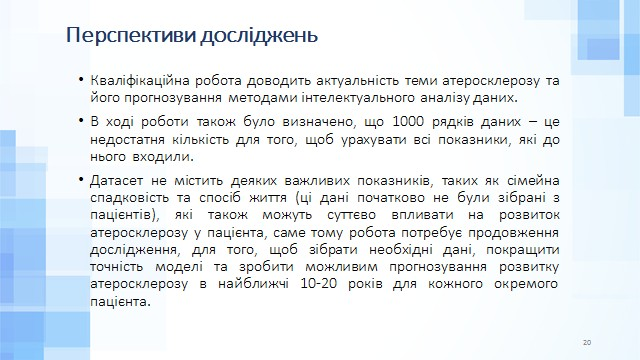 Перспективи досліджень
• Кваліфікаційна робота доводить актуальність теми атеросклерозу та
його прогнозування методами інтелектуального аналізу даних.
• В ході роботи також було визначено, що 1000 рядків даних – це
недостатня кількість для того, щоб урахувати всі показники, які до
нього входили.
• Датасет не містить деяких важливих показників, таких як сімейна
спадковість та спосіб життя (ці дані початково не були зібрані з
пацієнтів), які також можуть суттєво впливати на розвиток
атеросклерозу у пацієнта, саме тому робота потребує продовження
дослідження, для того, щоб зібрати необхідні дані, покращити
точність моделі та зробити можливим прогнозування розвитку
атеросклерозу в найближчі 10-20 років для кожного окремого
пацієнта.
20